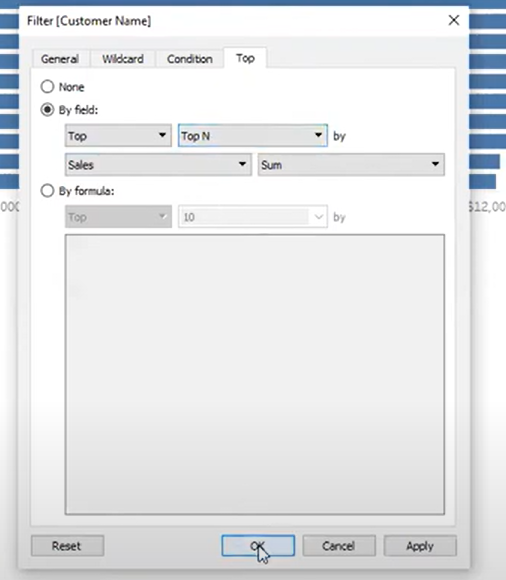 Filter [Customer Name]
General Wildcard Condition Top
None
By field:
Top Top N by
Sales Sum
By formula:
Top 10 by
000 $12,00
Reset OK Cancel Apply